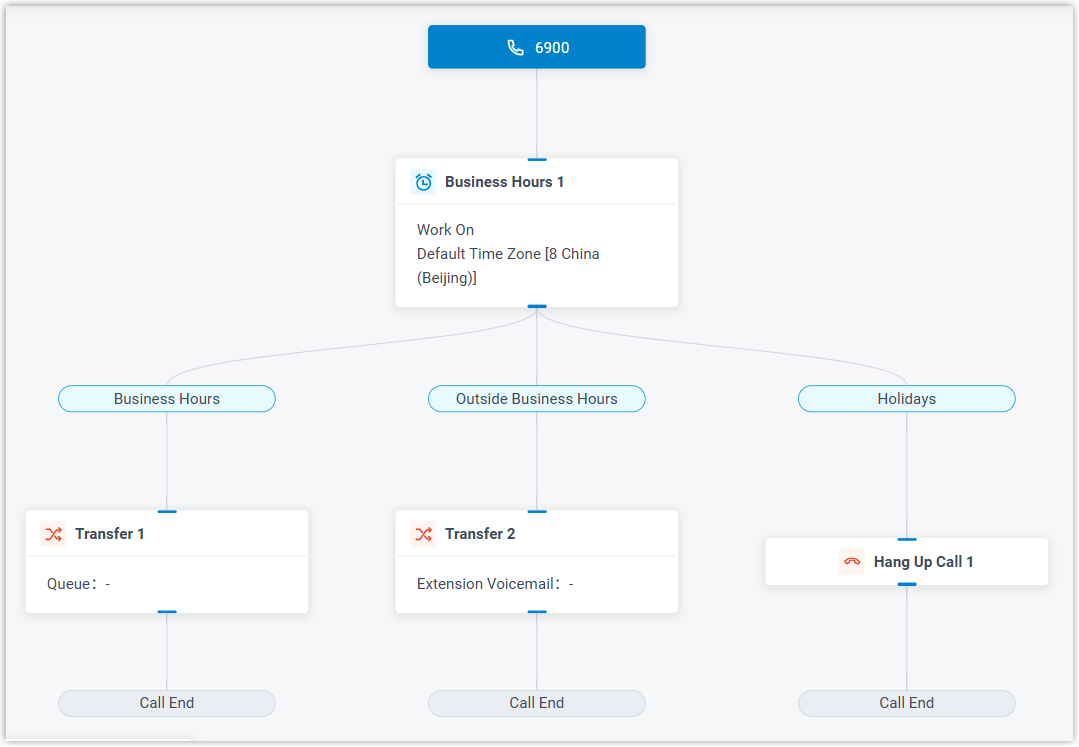 6900
Business Hours 1
Work On
Default Time Zone [8 China
(Beijing)]
Business Hours
Outside Business Hours
Holidays
Transfer 1
Queue： -
Transfer 2
Extension Voicemail： -
Hang Up Call 1
Call End
Call End
Call End